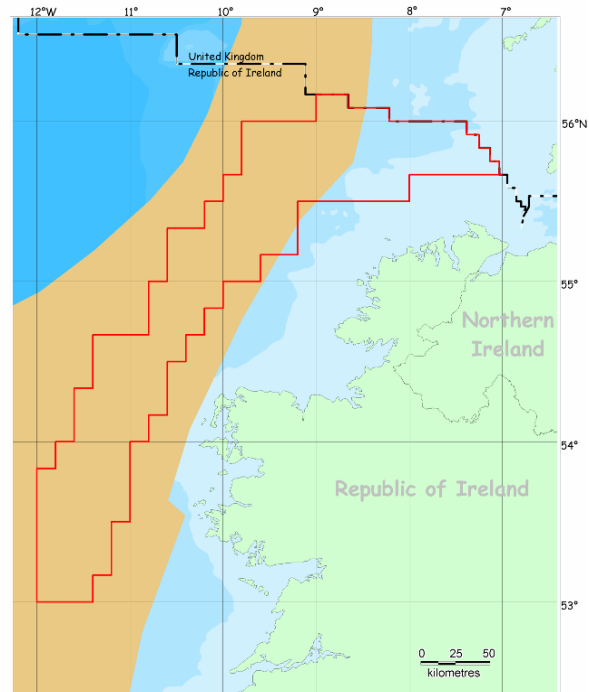 12°W 11° 10° 9° 8° 7°
United Kingdom
Republic of Ireland
56°N
55°
Northern
Ireland
54°
Republic of Ireland
53°
0 25 50
kilometres